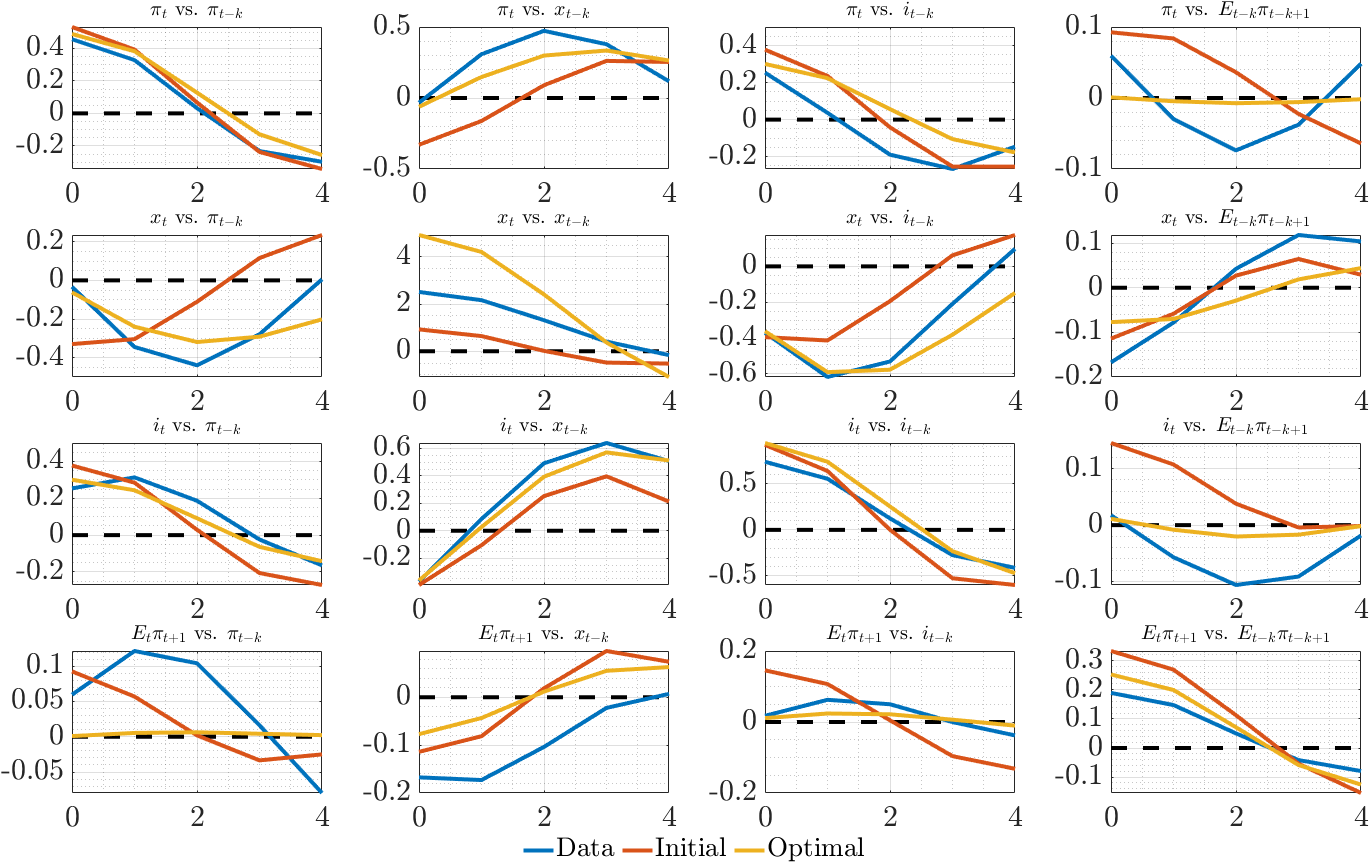 π_t vs. π_{t−k}
0.4
0.2
0
-0.2
0 2 4
π_t vs. x_{t−k}
0.5
0
-0.5
0 2 4
π_t vs. i_{t−k}
0.4
0.2
0
-0.2
0 2 4
π_t vs. E_{t−k}π_{t−k+1}
0.1
0
-0.1
0 2 4
x_t vs. π_{t−k}
0.2
0
-0.2
-0.4
0 2 4
x_t vs. x_{t−k}
4
2
0
0 2 4
x_t vs. i_{t−k}
0
-0.2
-0.4
-0.6
0 2 4
x_t vs. E_{t−k}π_{t−k+1}
0.1
0
-0.1
-0.2
0 2 4
i_t vs. π_{t−k}
0.4
0.2
0
-0.2
0 2 4
i_t vs. x_{t−k}
0.6
0.4
0.2
0
-0.2
0 2 4
i_t vs. i_{t−k}
0.5
0
-0.5
0 2 4
i_t vs. E_{t−k}π_{t−k+1}
0.1
0
-0.1
0 2 4
E_tπ_{t+1} vs. π_{t−k}
0.1
0.05
0
-0.05
0 2 4
E_tπ_{t+1} vs. x_{t−k}
0
-0.1
-0.2
0 2 4
E_tπ_{t+1} vs. i_{t−k}
0.2
0
-0.2
0 2 4
E_tπ_{t+1} vs. E_{t−k}π_{t−k+1}
0.3
0.2
0.1
0
-0.1
0 2 4
Data Initial Optimal